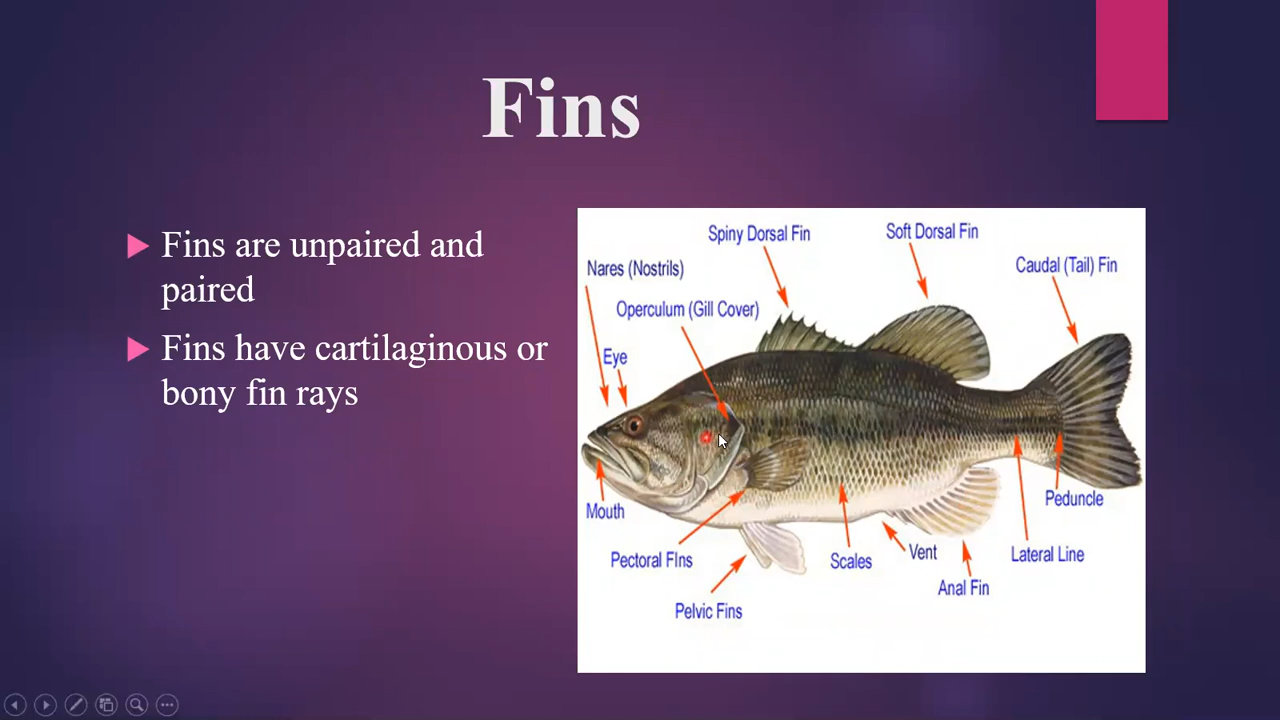 Fins
Fins are unpaired and
paired
Fins have cartilaginous or
bony fin rays
Spiny Dorsal Fin
Soft Dorsal Fin
Caudal (Tail) Fin
Nares (Nostrils)
Operculum (Gill Cover)
Eye
Mouth
Pectoral FIns
Pelvic Fins
Scales
Vent
Anal Fin
Lateral Line
Peduncle